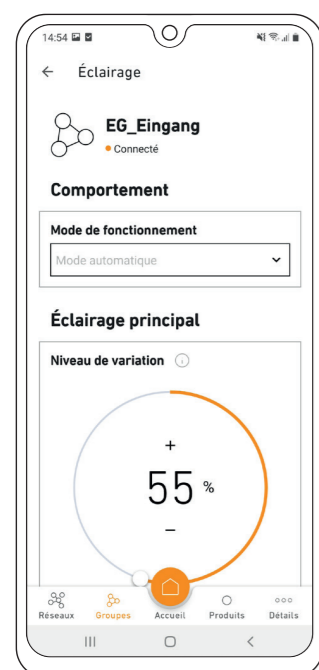 14:54
Éclairage
EG_Eingang
Connecté
Comportement
Mode de fonctionnement
Mode automatique
Éclairage principal
Niveau de variation
+
55 %
−
Réseaux Groupes Accueil Produits Détails